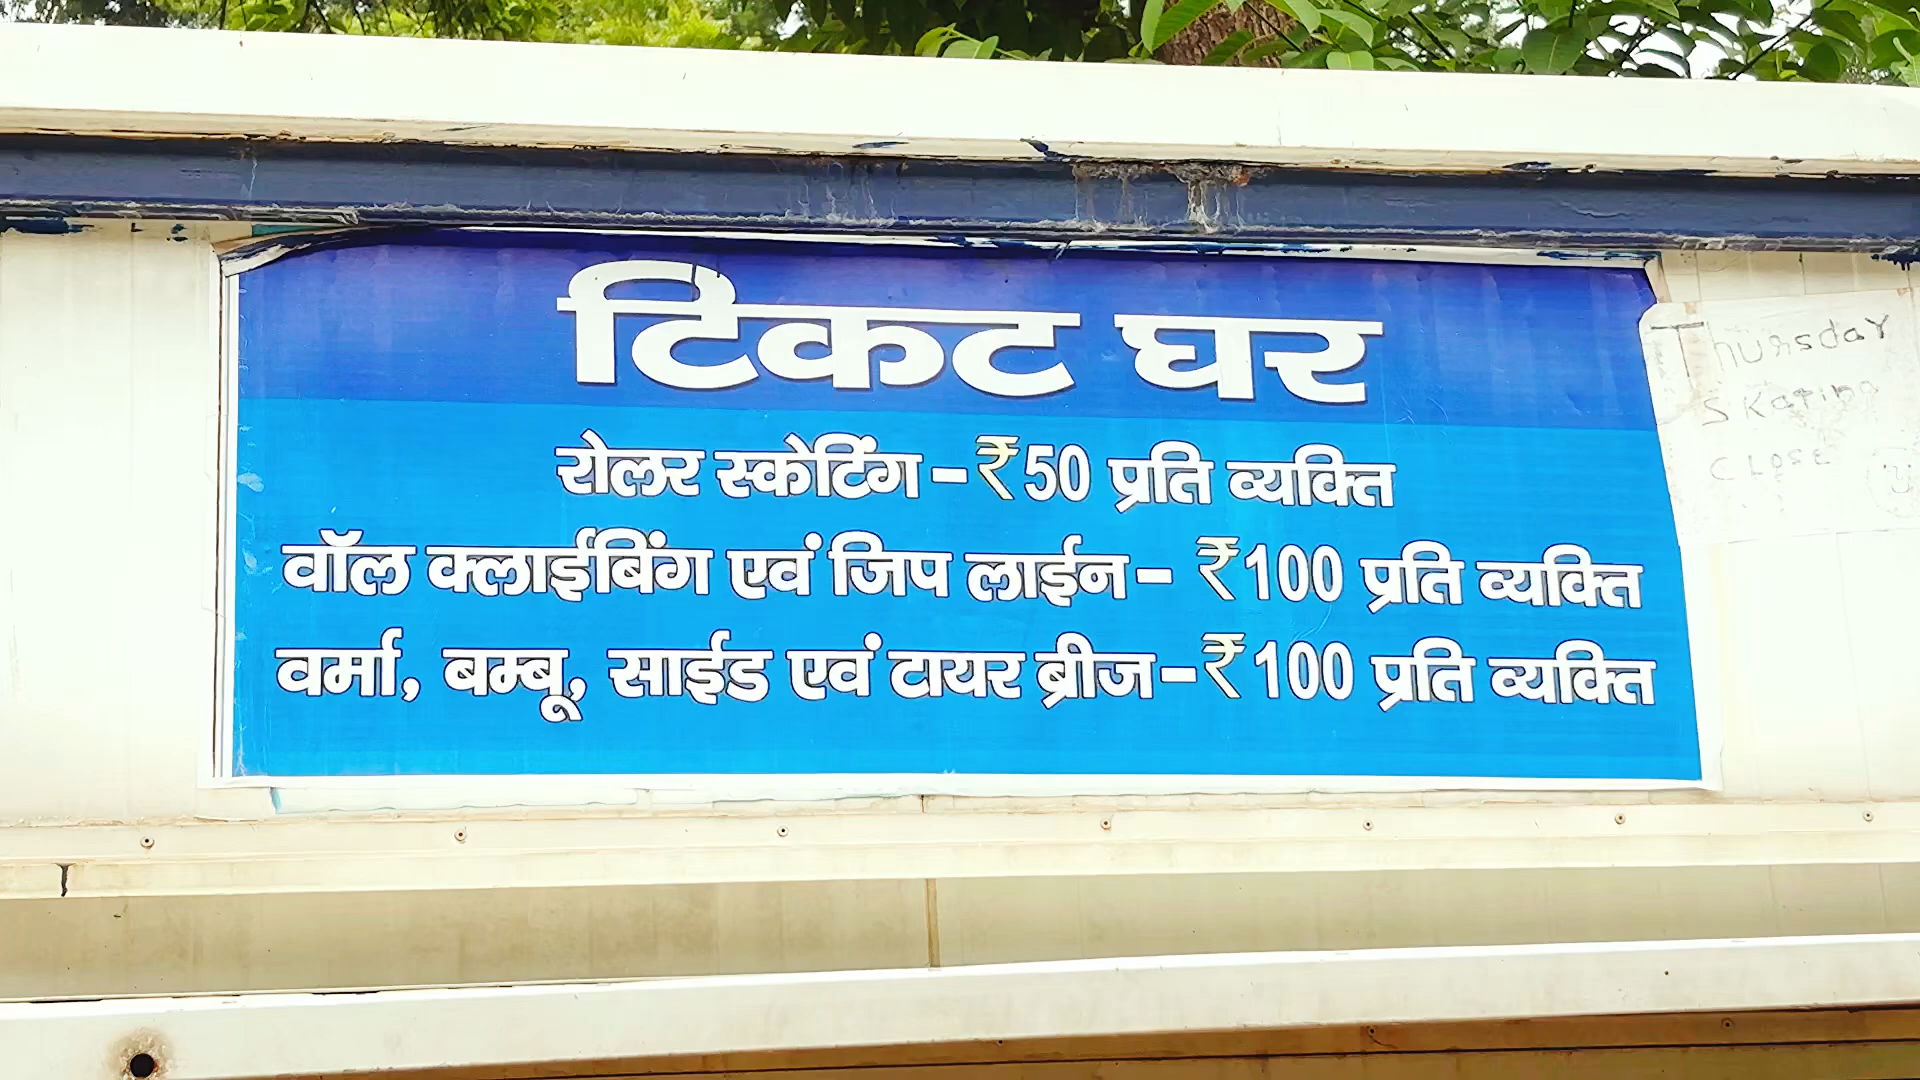 टिकट घर
रोलर स्केटिंग – ₹50 प्रति व्यक्ति
वॉल क्लाईबिंग एवं जिप लाईन – ₹100 प्रति व्यक्ति
वर्मा, बम्बू, साईड एवं टायर ब्रीज – ₹100 प्रति व्यक्ति
Thursday
SKating
CLOSE